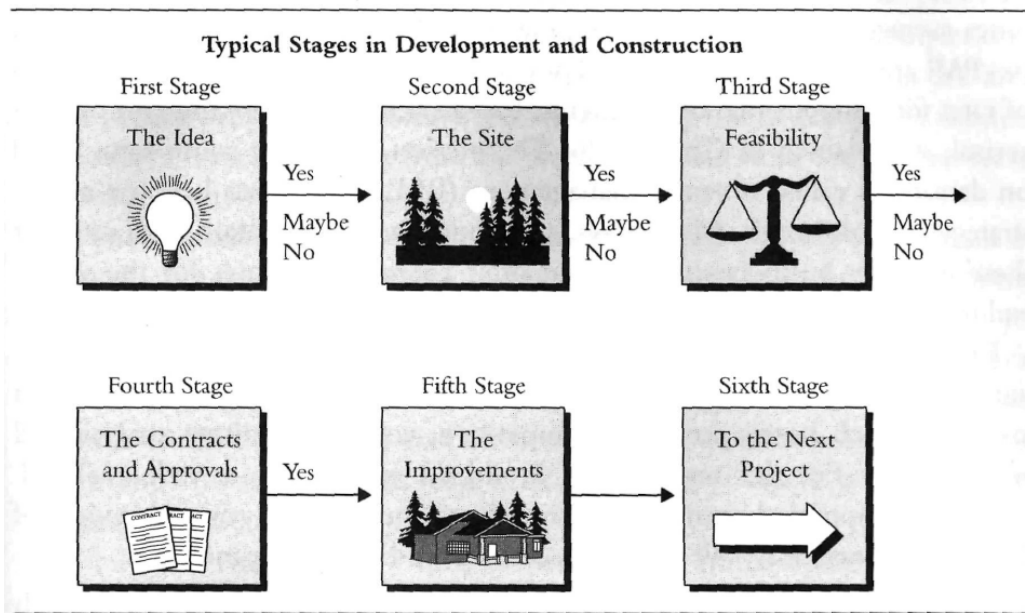 Typical Stages in Development and Construction
First Stage
Second Stage
Third Stage
The Idea
Yes
Maybe
No
The Site
Yes
Maybe
No
Feasibility
Yes
Maybe
No
Fourth Stage
Fifth Stage
Sixth Stage
The Contracts
and Approvals
CONTRACT
Yes
The
Improvements
To the Next
Project